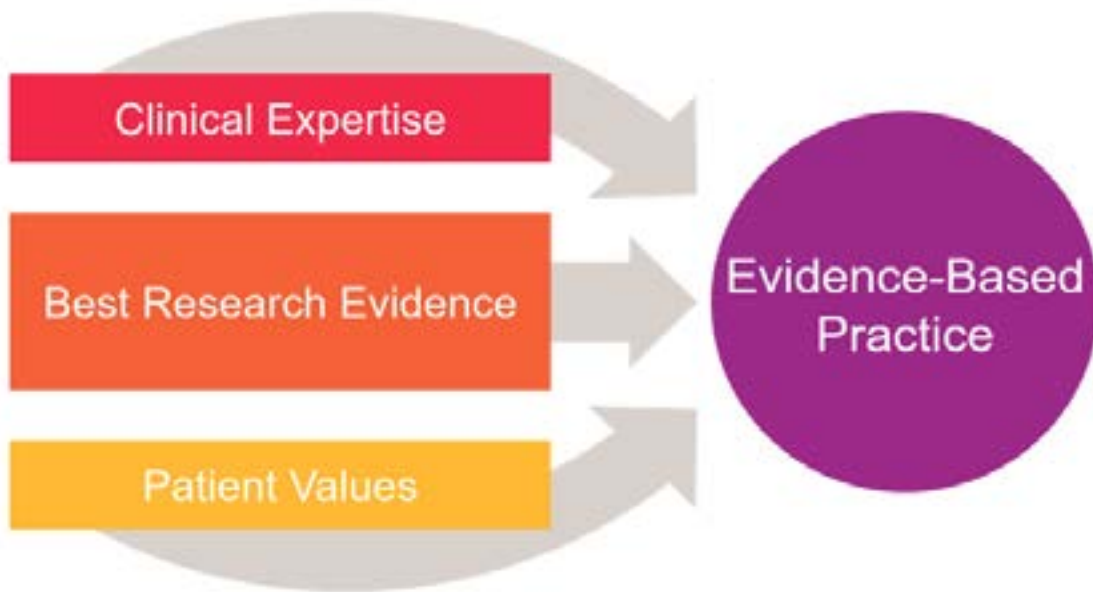 Clinical Expertise
Best Research Evidence
Patient Values
Evidence-Based
Practice